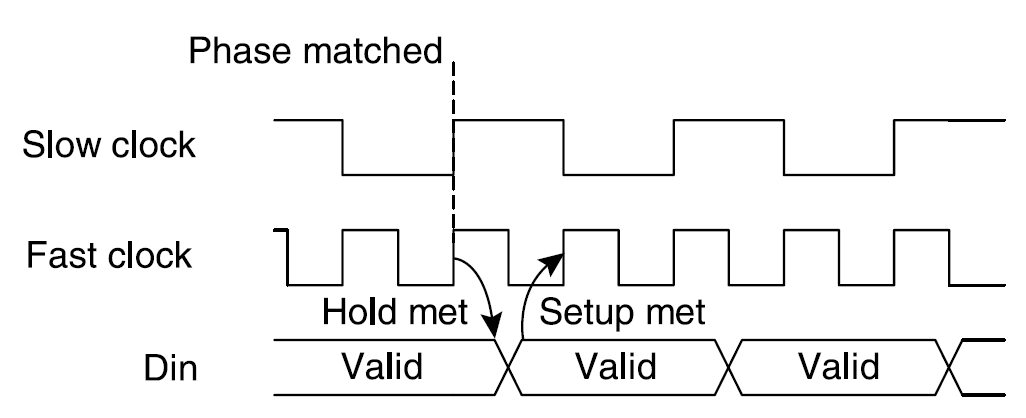 Phase matched
Slow clock
Fast clock
Hold met
Setup met
Din
Valid
Valid
Valid